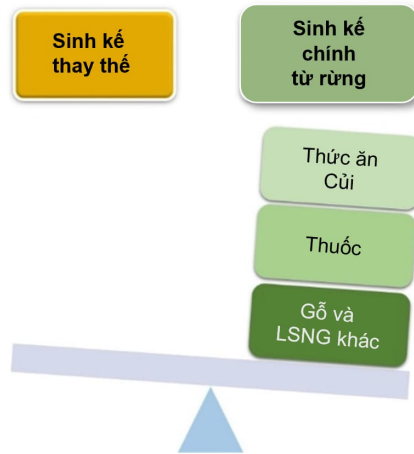 Sinh kế
thay thế
Sinh kế
chính
từ rừng
Thức ăn
Củi
Thuốc
Gỗ và
LSNG khác